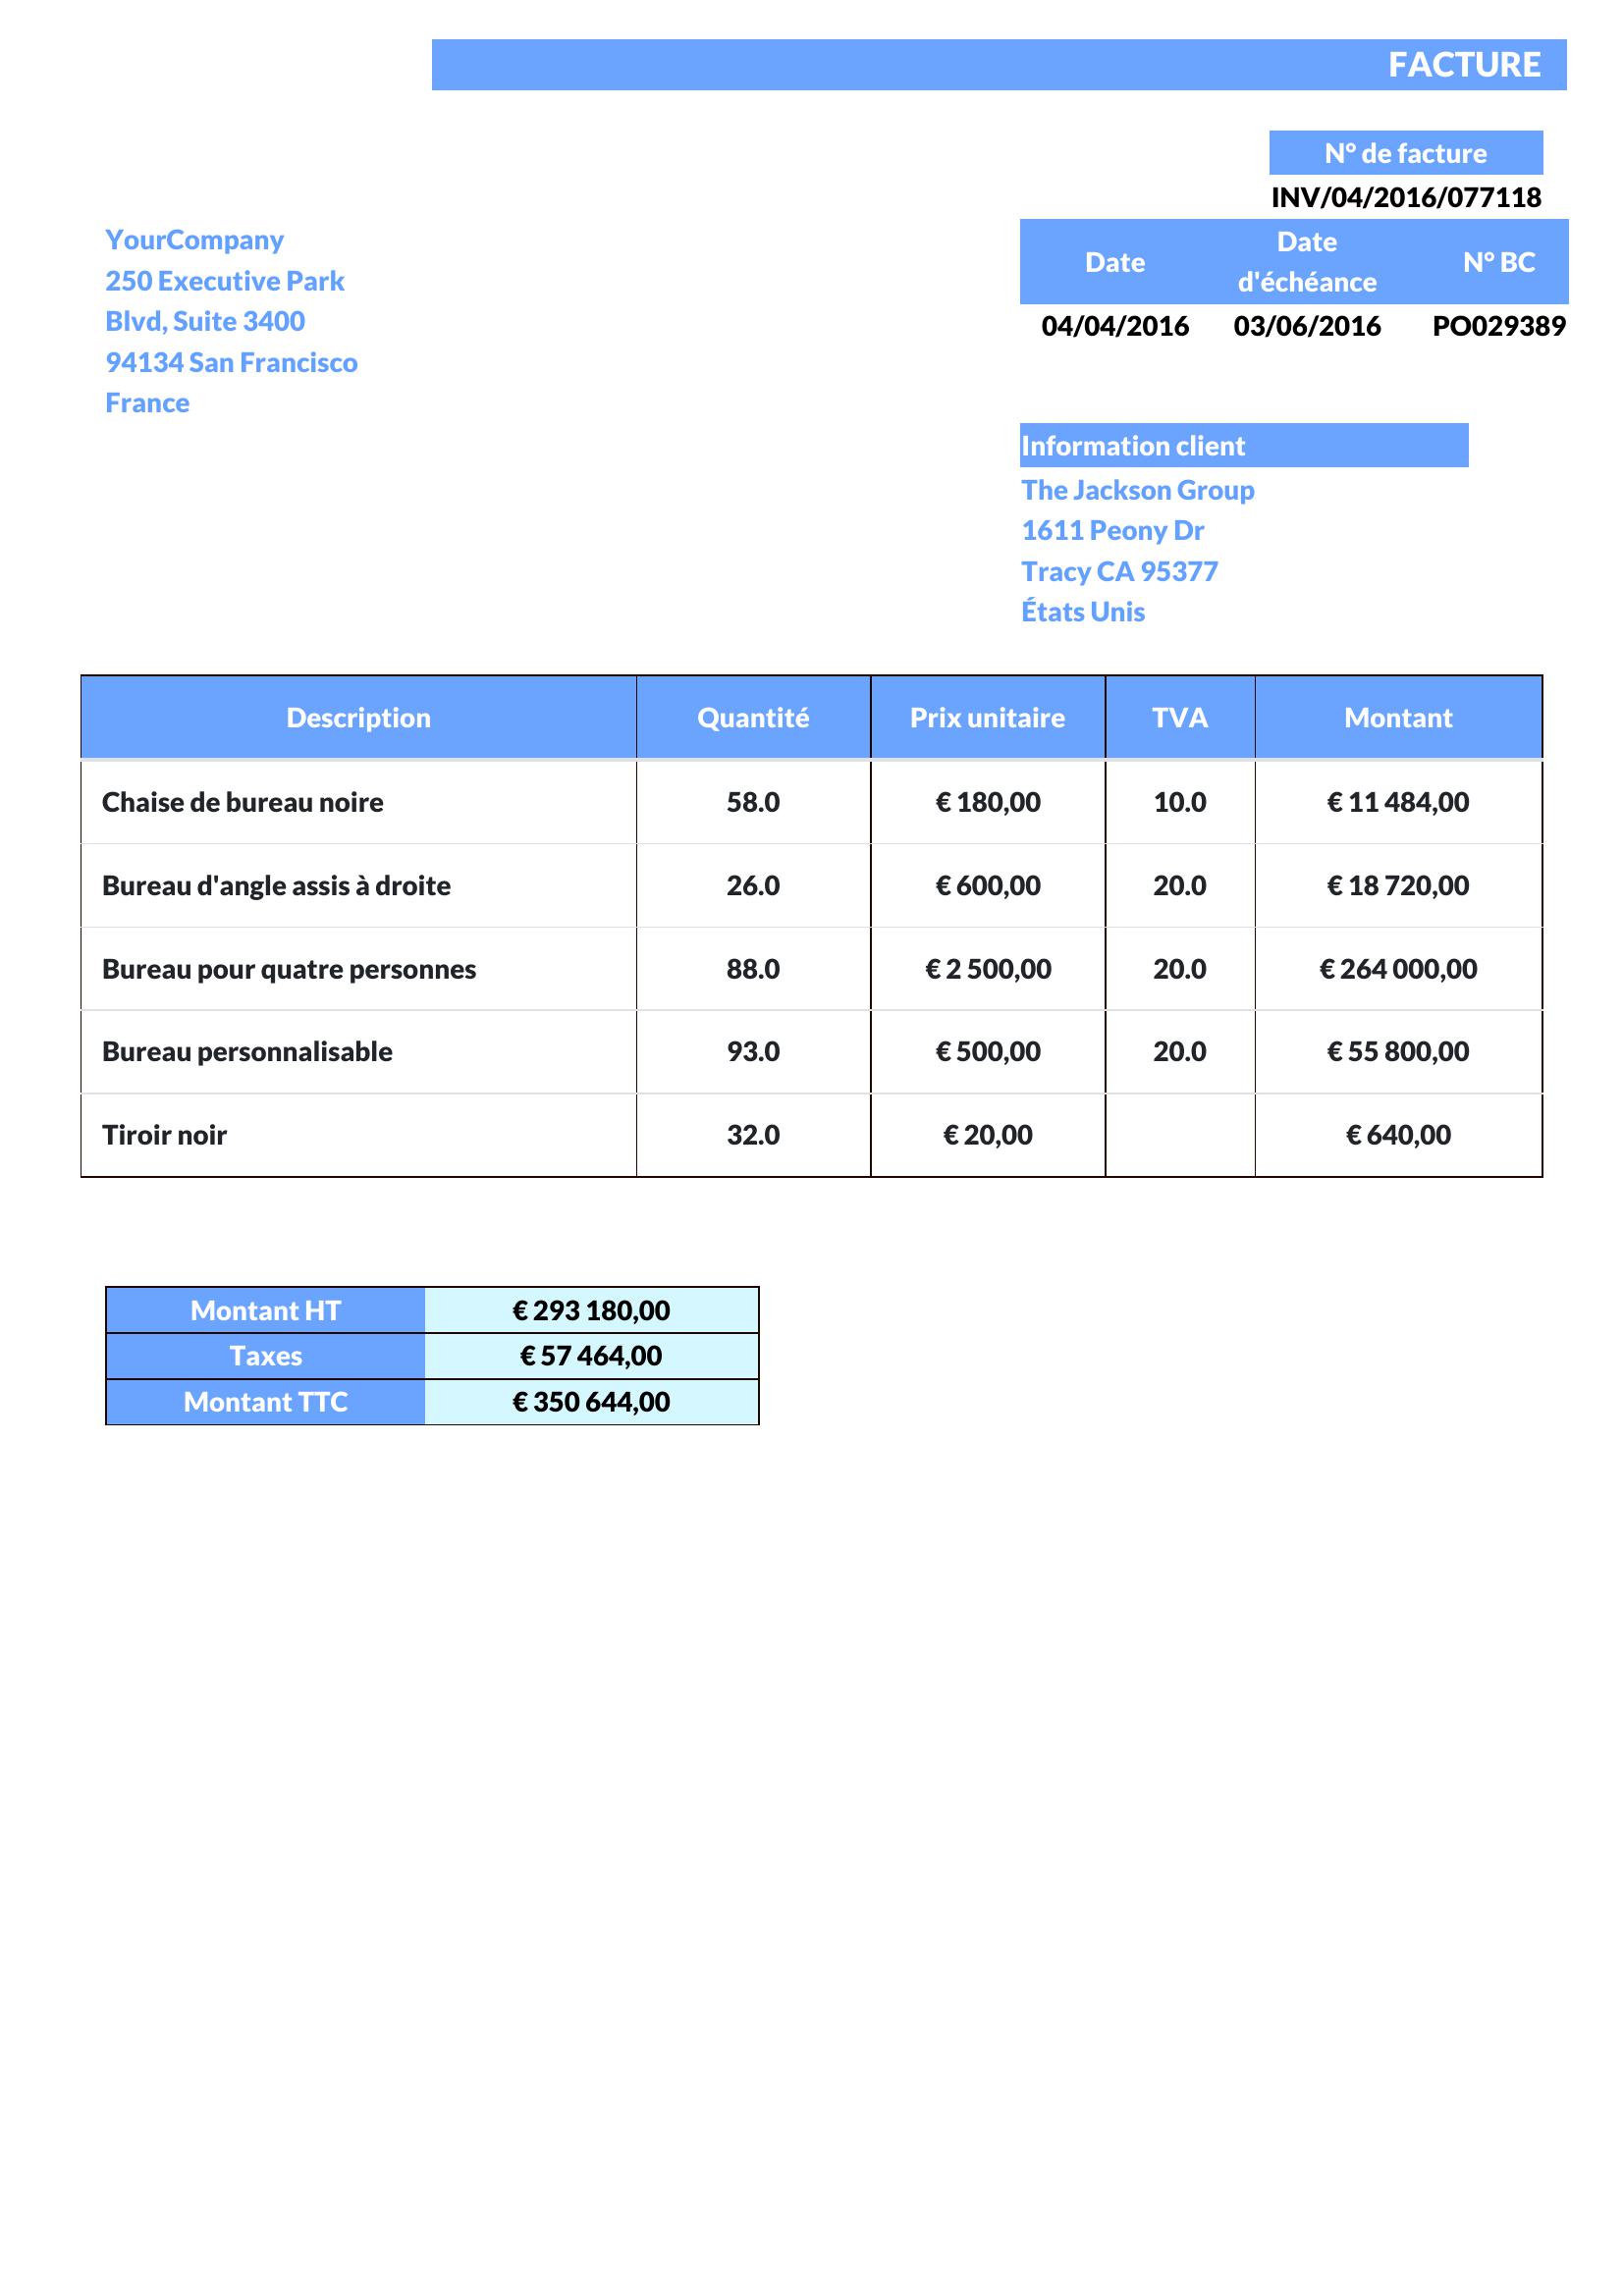 FACTURE
N° de facture
INV/04/2016/077118
YourCompany
250 Executive Park
Blvd, Suite 3400
94134 San Francisco
France
Date Date d'échéance N° BC
04/04/2016 03/06/2016 PO029389
Information client
The Jackson Group
1611 Peony Dr
Tracy CA 95377
États Unis
Description Quantité Prix unitaire TVA Montant
Chaise de bureau noire 58.0 € 180,00 10.0 € 11 484,00
Bureau d'angle assis à droite 26.0 € 600,00 20.0 € 18 720,00
Bureau pour quatre personnes 88.0 € 2 500,00 20.0 € 264 000,00
Bureau personnalisable 93.0 € 500,00 20.0 € 55 800,00
Tiroir noir 32.0 € 20,00 € 640,00
Montant HT € 293 180,00
Taxes € 57 464,00
Montant TTC € 350 644,00